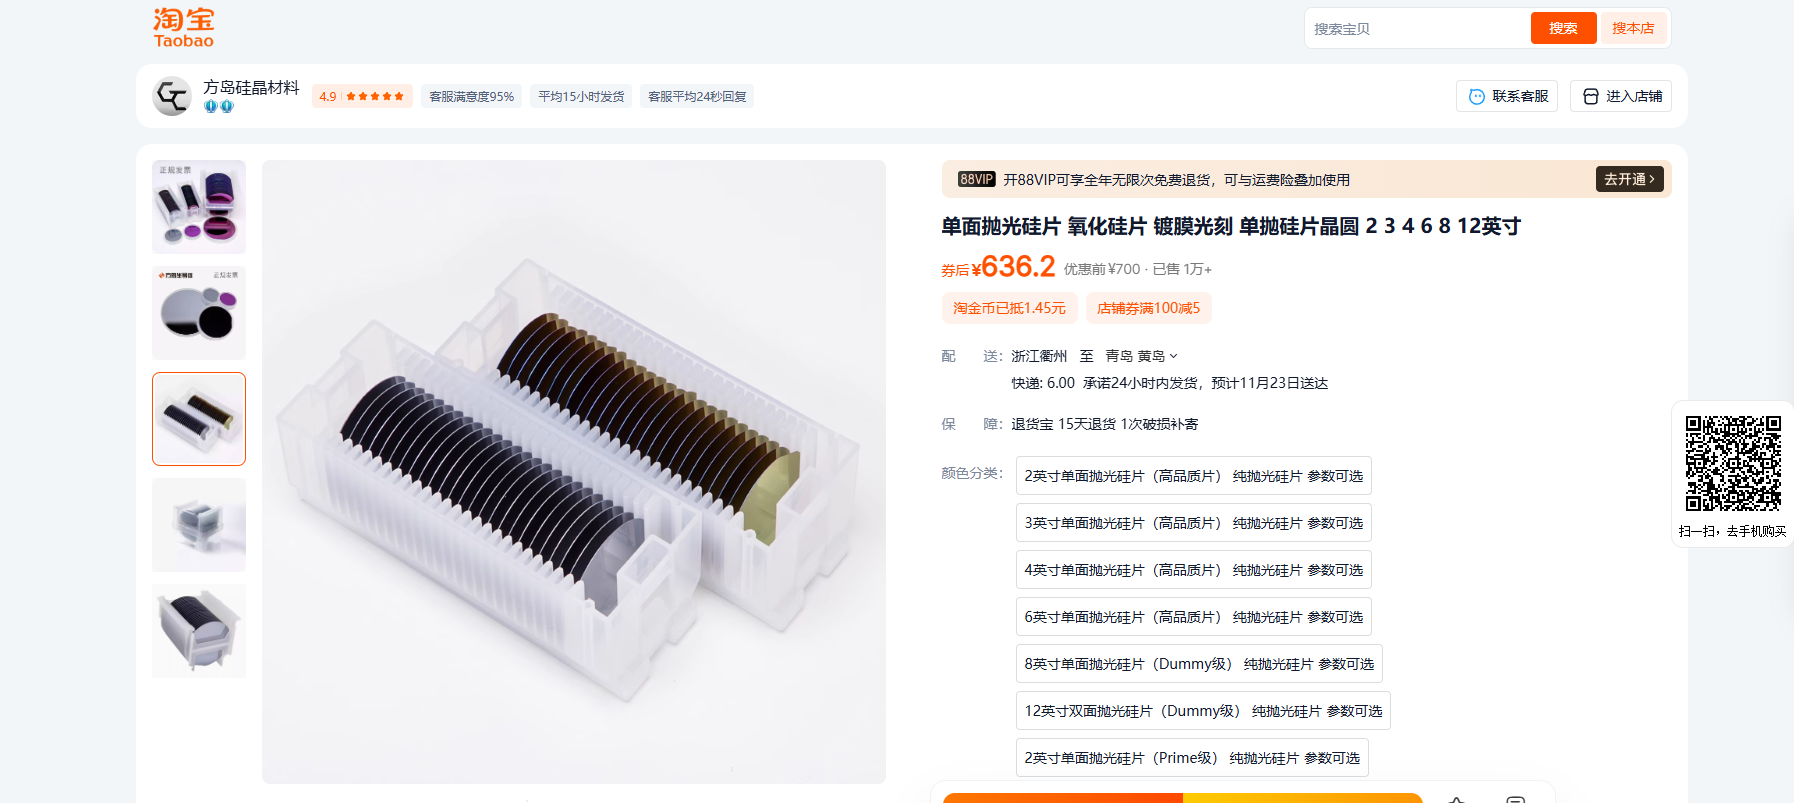 淘宝
Taobao
搜索宝贝
搜索
搜本店
方岛硅晶材料
4.9
客服满意度95%
平均15小时发货
客服平均24秒回复
联系客服
进入店铺
正规发票
正规发票
88VIP 开88VIP可享全年无限次免费退货，可与运费险叠加使用
去开通
单面抛光硅片 氧化硅片 镀膜光刻 单抛硅片晶圆 2 3 4 6 8 12英寸
券后¥636.2 优惠前¥700 · 已售 1万+
淘金币已抵1.45元
店铺券满100减5
配送： 浙江衢州 至 青岛 黄岛
快递: 6.00 承诺24小时内发货，预计11月23日送达
保障： 退货宝 15天退货 1次破损补寄
颜色分类： 2英寸单面抛光硅片（高品质片） 纯抛光硅片 参数可选
3英寸单面抛光硅片（高品质片） 纯抛光硅片 参数可选
4英寸单面抛光硅片（高品质片） 纯抛光硅片 参数可选
6英寸单面抛光硅片（高品质片） 纯抛光硅片 参数可选
8英寸单面抛光硅片（Dummy级） 纯抛光硅片 参数可选
12英寸双面抛光硅片（Dummy级） 纯抛光硅片 参数可选
2英寸单面抛光硅片（Prime级） 纯抛光硅片 参数可选
扫一扫，去手机购买